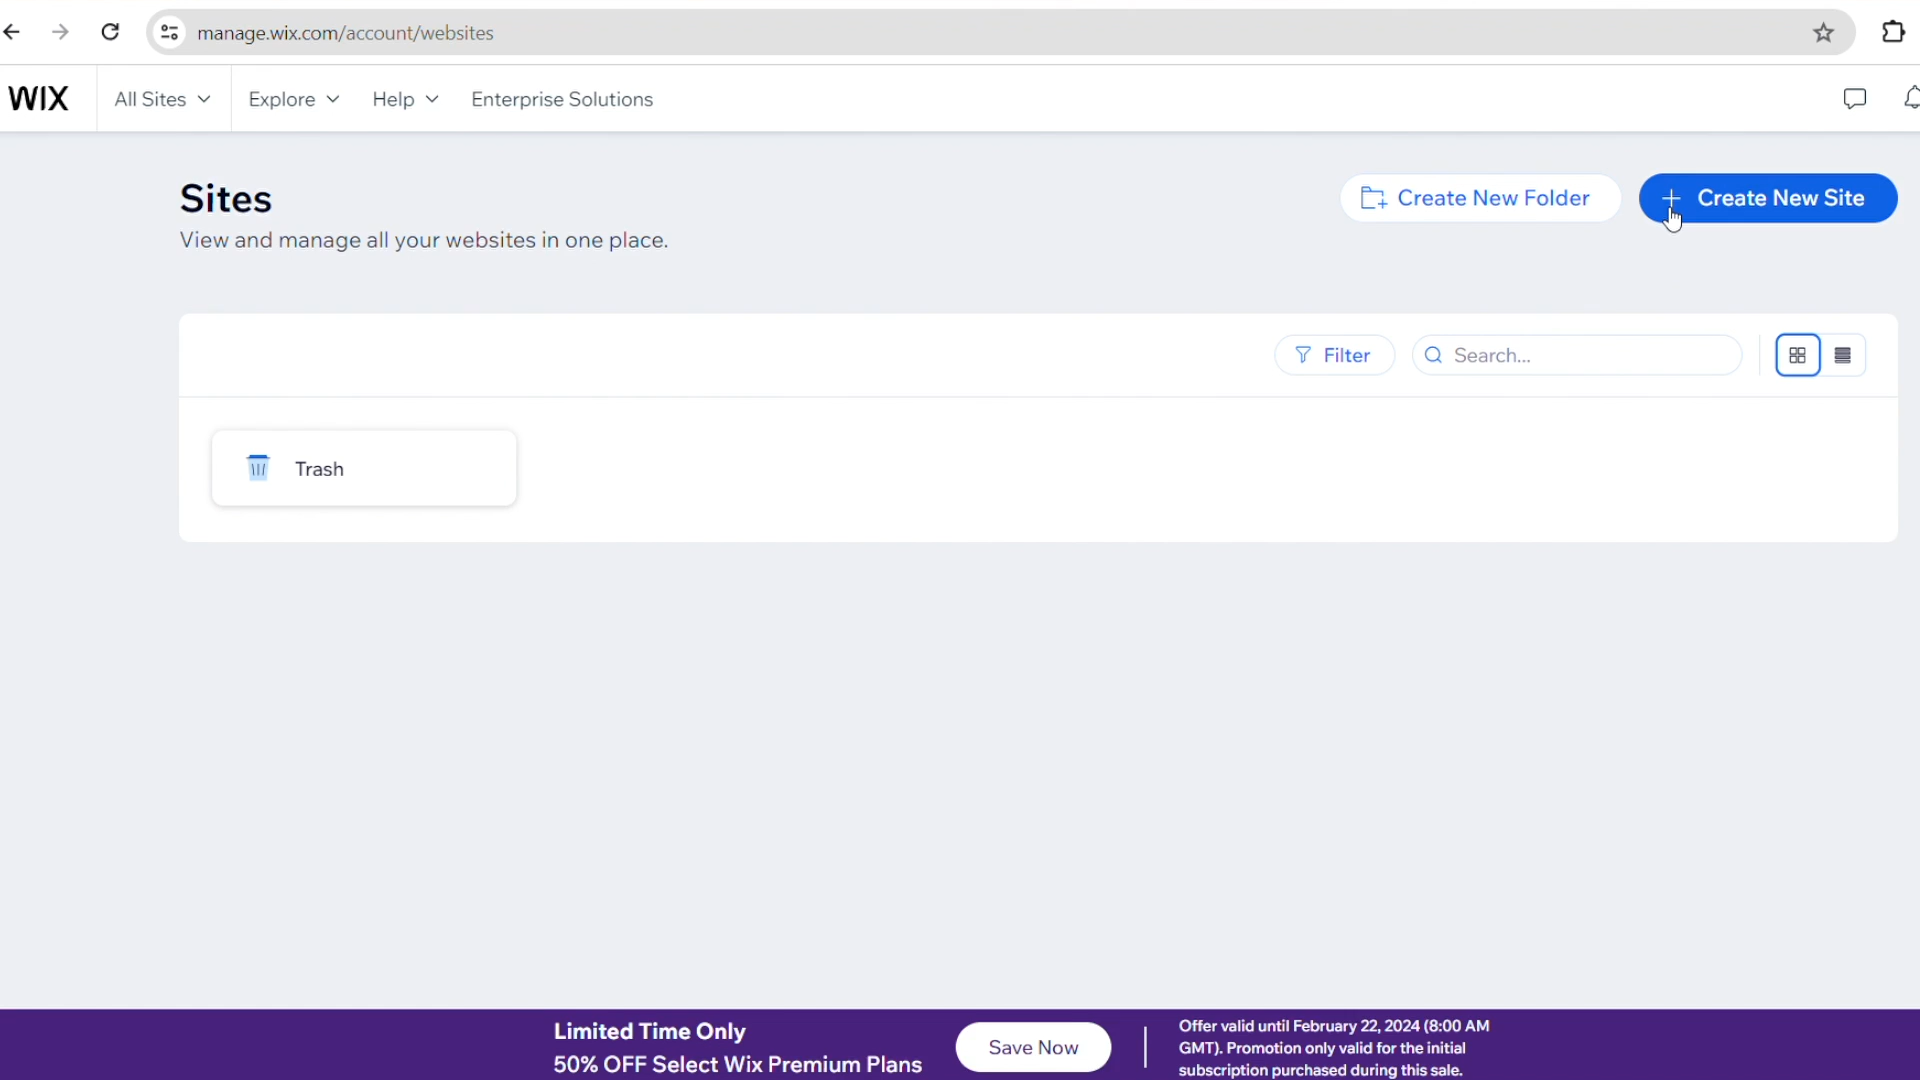 manage.wix.com/account/websites
WIX
All Sites
Explore
Help
Enterprise Solutions
Sites
View and manage all your websites in one place.
Create New Folder
+ Create New Site
Filter
Search...
Trash
Limited Time Only
50% OFF Select Wix Premium Plans
Save Now
Offer valid until February 22, 2024 (8:00 AM
GMT). Promotion only valid for the initial
subscription purchased during this sale.